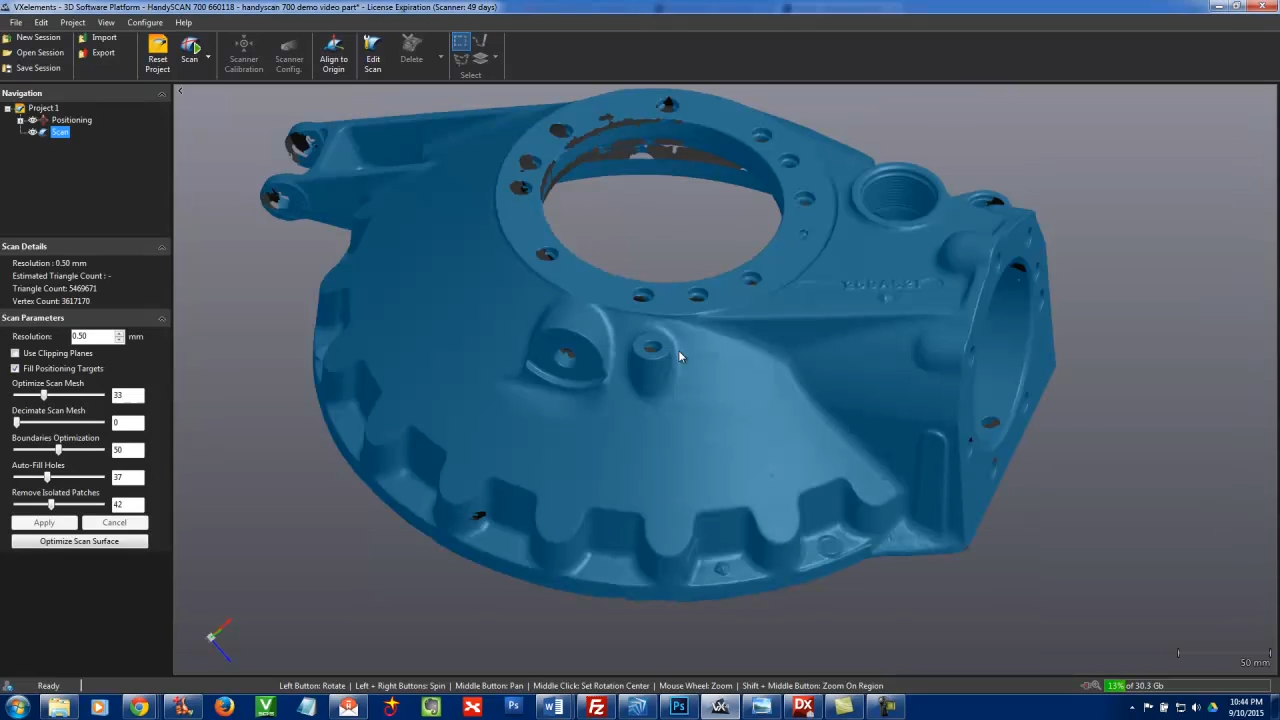 VXelements - 3D Software Platform - HandySCAN 700 660118 - handyscan 700 demo video part* - License Expiration (Scanner: 49 days)
File Edit Project View Configure Help
New Session
Open Session
Save Session
Import
Export
Reset Project
Scan
Scanner Calibration
Scanner Config.
Align to Origin
Edit Scan
Delete
Select
Navigation
Project 1
Positioning
Scan
Scan Details
Resolution : 0.50 mm
Estimated Triangle Count : -
Triangle Count: 5469671
Vertex Count: 3617170
Scan Parameters
Resolution: 0.50 mm
Use Clipping Planes
Fill Positioning Targets
Optimize Scan Mesh
33
Decimate Scan Mesh
0
Boundaries Optimization
50
Auto-Fill Holes
37
Remove Isolated Patches
42
Apply Cancel
Optimize Scan Surface
50 mm
Ready
Left Button: Rotate | Left + Right Buttons: Spin | Middle Button: Pan | Middle Click: Set Rotation Center | Mouse Wheel: Zoom | Shift + Middle Button: Zoom On Region
13% of 30.3 Gb
10:44 PM
9/10/2015